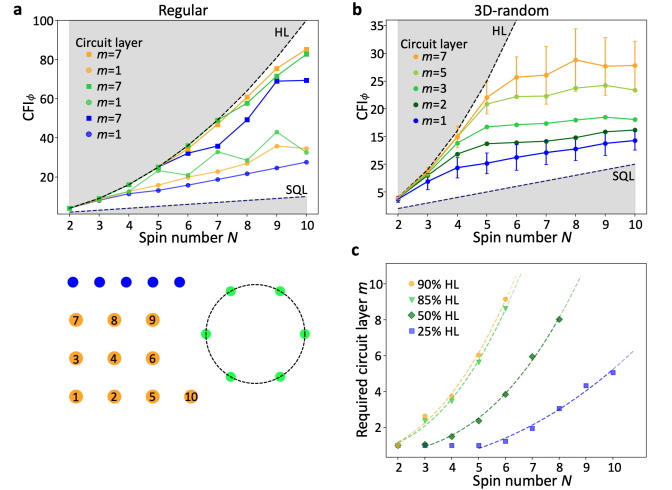 a
Regular
100
80
60
40
20
CFIϕ
HL
SQL
Circuit layer
m=7
m=1
m=7
m=1
m=7
m=1
2 3 4 5 6 7 8 9 10
Spin number N
b
3D-random
35
30
25
20
15
25
5
CFIϕ
HL
SQL
Circuit layer
m=7
m=5
m=3
m=2
m=1
2 3 4 5 6 7 8 9 10
Spin number N
7 8 9
3 4 6
1 2 5 10
c
10
8
6
4
2
Required circuit layer m
90% HL
85% HL
50% HL
25% HL
2 3 4 5 6 7 8 9 10
Spin number N